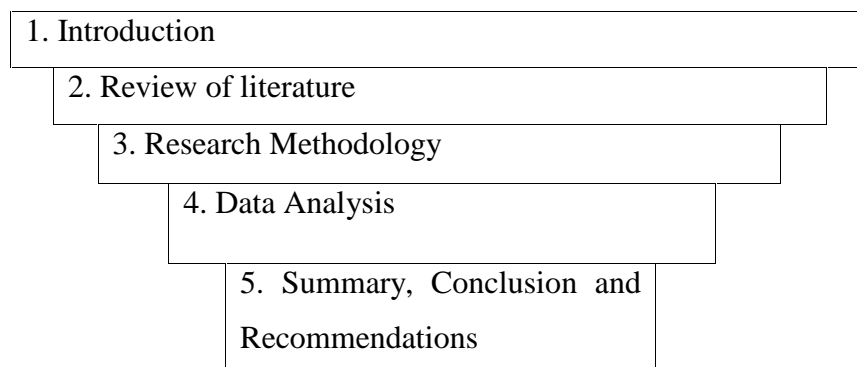 1. Introduction
2. Review of literature
3. Research Methodology
4. Data Analysis
5. Summary, Conclusion and
Recommendations